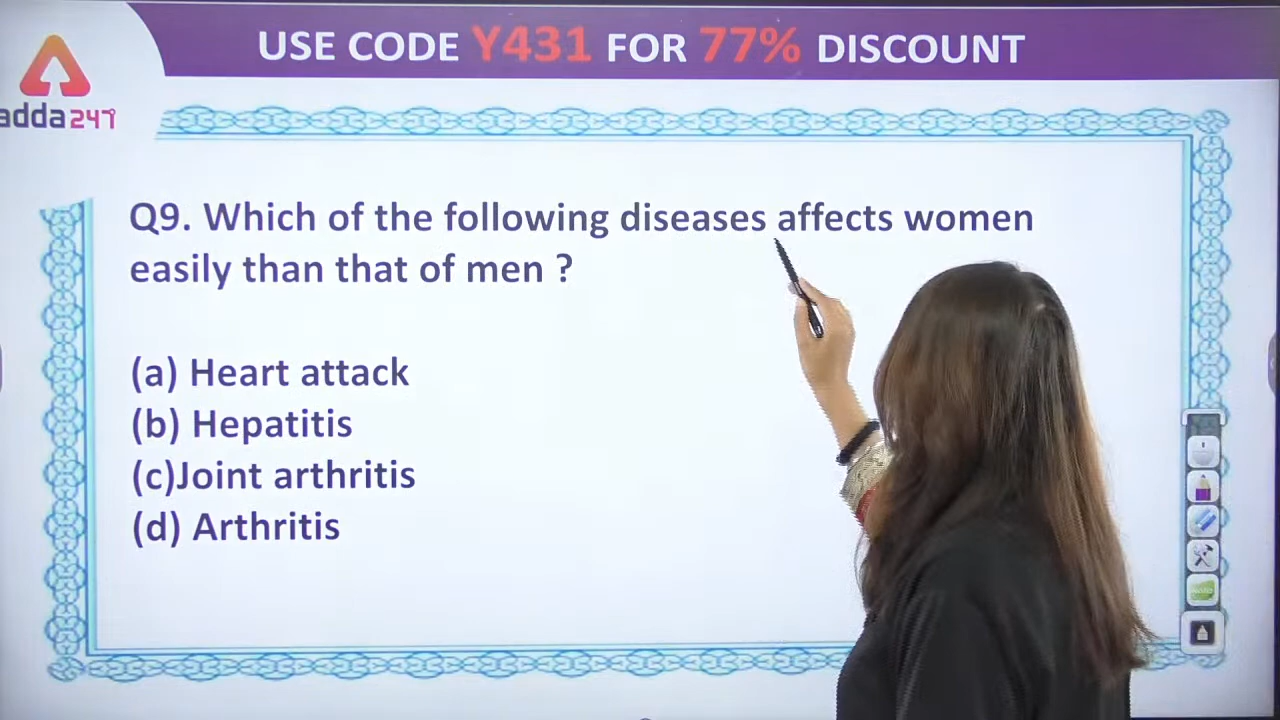 USE CODE Y431 FOR 77% DISCOUNT
adda247
Q9. Which of the following diseases affects women
easily than that of men ?
(a) Heart attack
(b) Hepatitis
(c)Joint arthritis
(d) Arthritis